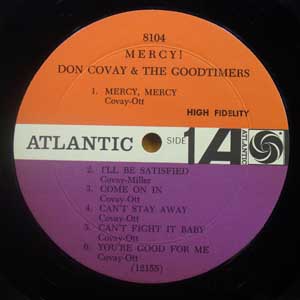 8104
MERCY!
DON COVAY & THE GOODTIMERS
1. MERCY, MERCY
Covay-Ott
HIGH FIDELITY
ATLANTIC
SIDE 1
A
ATLANTIC
2. I'LL BE SATISFIED
Covay-Miller
3. COME ON IN
Covay-Ott
4. CAN'T STAY AWAY
Covay-Ott
5. CAN'T FIGHT IT BABY
Covay-Ott
6. YOU'RE GOOD FOR ME
Covay-Ott
(12155)